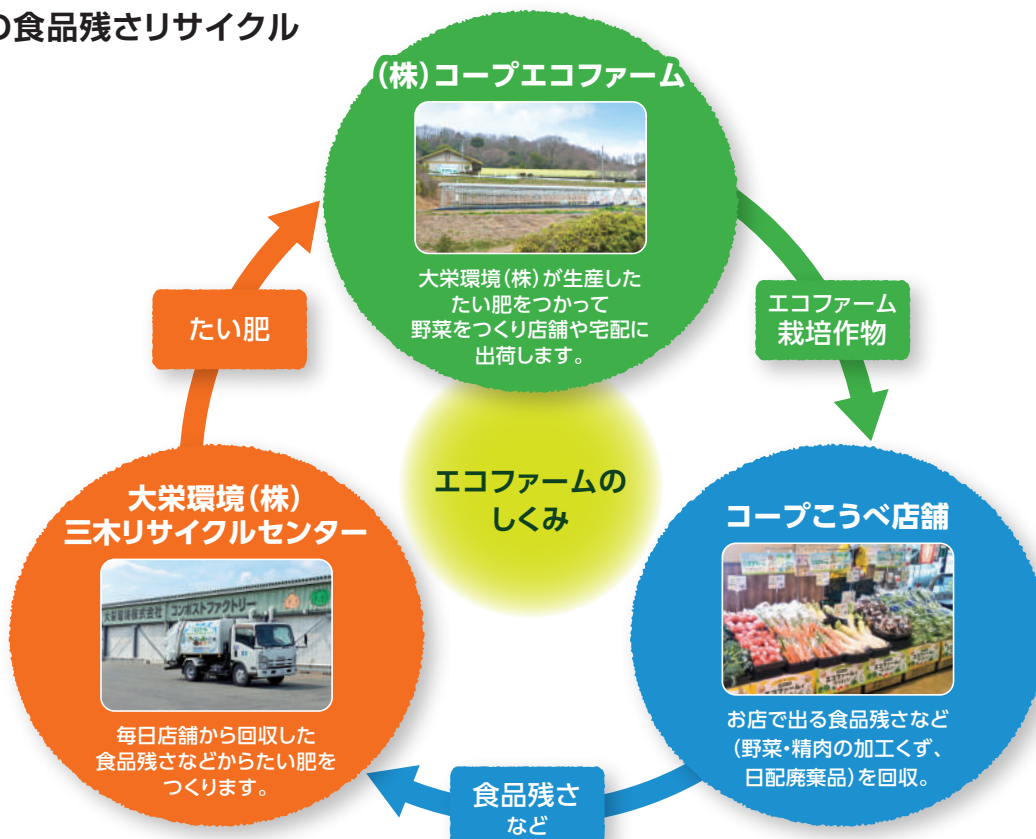 の食品残さリサイクル
(株)コープエコファーム
大栄環境(株)が生産した
たい肥をつかって
野菜をつくり店舗や宅配に
出荷します。
たい肥
エコファーム
栽培作物
エコファームの
しくみ
大栄環境(株)
三木リサイクルセンター
大栄環境株式会社 コンポストファクトリー
毎日店舗から回収した
食品残さなどからたい肥を
つくります。
コープこうべ店舗
お店で出る食品残さなど
(野菜・精肉の加工くず、
日配廃棄品)を回収。
食品残さ
など